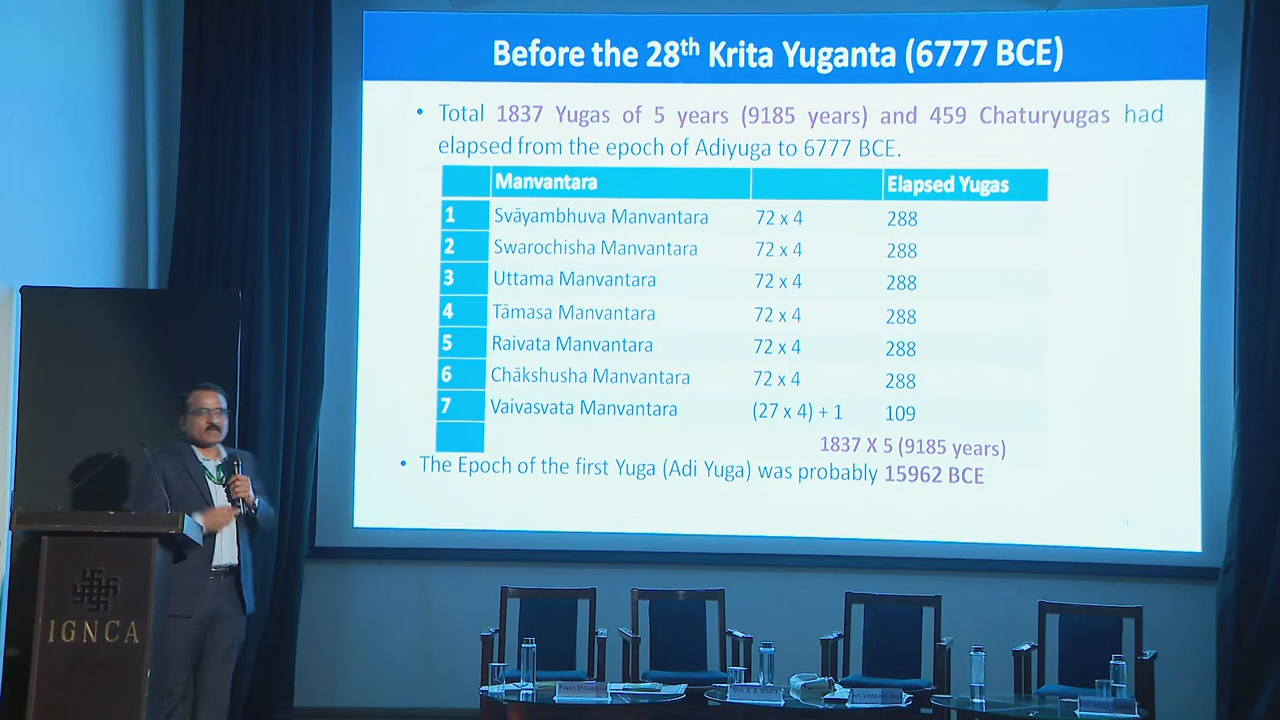 Before the 28th Krita Yuganta (6777 BCE)
• Total 1837 Yugas of 5 years (9185 years) and 459 Chaturyugas had
elapsed from the epoch of Adiyuga to 6777 BCE.
Manvantara Elapsed Yugas
1 Svāyambhuva Manvantara 72 x 4 288
2 Swarochisha Manvantara 72 x 4 288
3 Uttama Manvantara 72 x 4 288
4 Tāmasa Manvantara 72 x 4 288
5 Raivata Manvantara 72 x 4 288
6 Chākshusha Manvantara 72 x 4 288
7 Vaivasvata Manvantara (27 x 4) + 1 109
1837 X 5 (9185 years)
• The Epoch of the first Yuga (Adi Yuga) was probably 15962 BCE
9
IGNCA